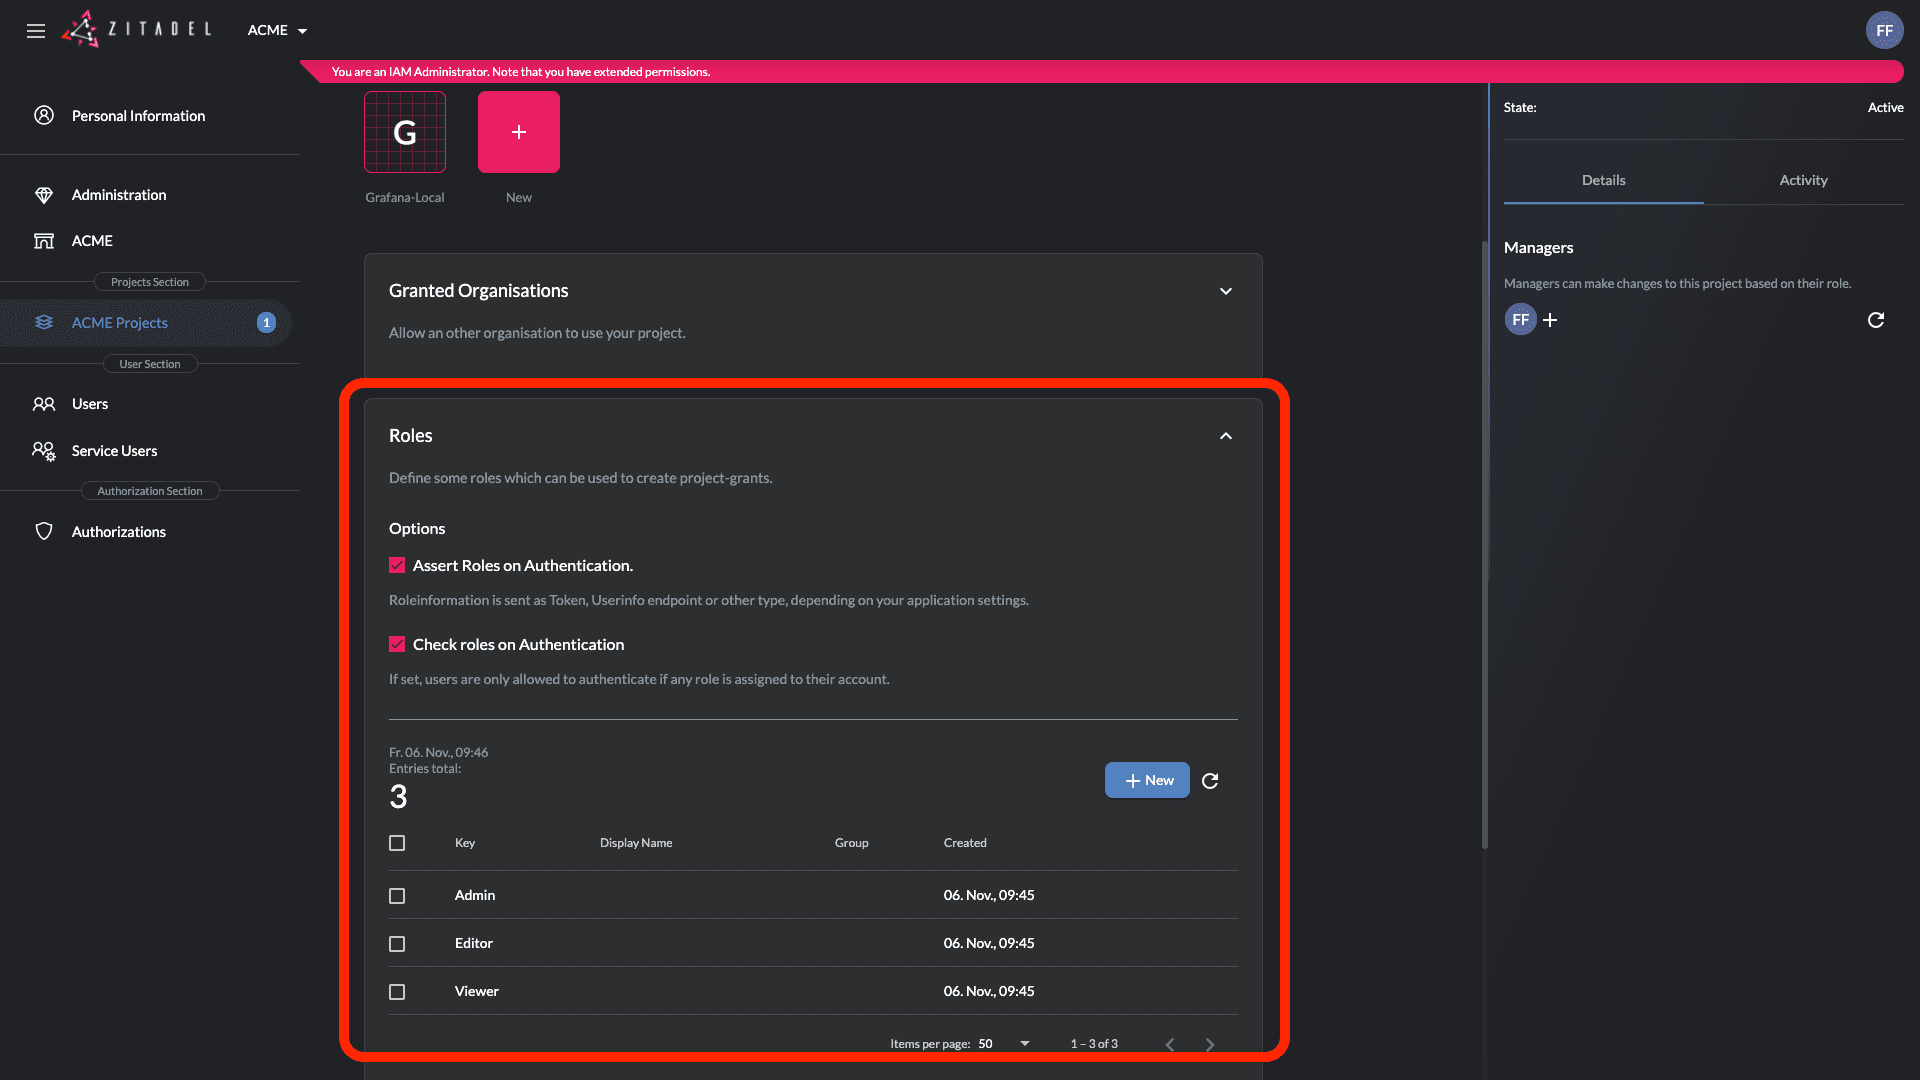 ZITADEL
ACME
FF
You are an IAM Administrator. Note that you have extended permissions.
Personal Information
Administration
ACME
Projects Section
ACME Projects
1
User Section
Users
Service Users
Authorization Section
Authorizations
G
Grafana-Local
New
Granted Organisations
Allow an other organisation to use your project.
Roles
Define some roles which can be used to create project-grants.
Options
Assert Roles on Authentication.
Roleinformation is sent as Token, Userinfo endpoint or other type, depending on your application settings.
Check roles on Authentication
If set, users are only allowed to authenticate if any role is assigned to their account.
Fr. 06. Nov., 09:46
Entries total:
3
New
Key Display Name Group Created
Admin 06. Nov., 09:45
Editor 06. Nov., 09:45
Viewer 06. Nov., 09:45
Items per page: 50 1 – 3 of 3
State: Active
Details Activity
Managers
Managers can make changes to this project based on their role.
FF